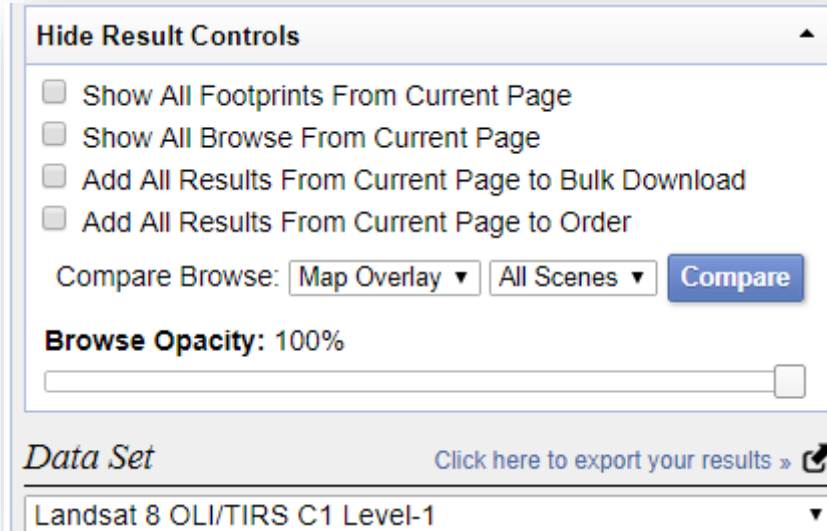 Hide Result Controls
Show All Footprints From Current Page
Show All Browse From Current Page
Add All Results From Current Page to Bulk Download
Add All Results From Current Page to Order
Compare Browse: Map Overlay All Scenes Compare
Browse Opacity: 100%
Data Set Click here to export your results »
Landsat 8 OLI/TIRS C1 Level-1